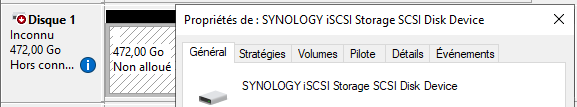 Disque 1
Inconnu
472,00 Go
Hors conn...
472,00 Go
Non alloué
Propriétés de : SYNOLOGY iSCSI Storage SCSI Disk Device
Général Stratégies Volumes Pilote Détails Événements
SYNOLOGY iSCSI Storage SCSI Disk Device